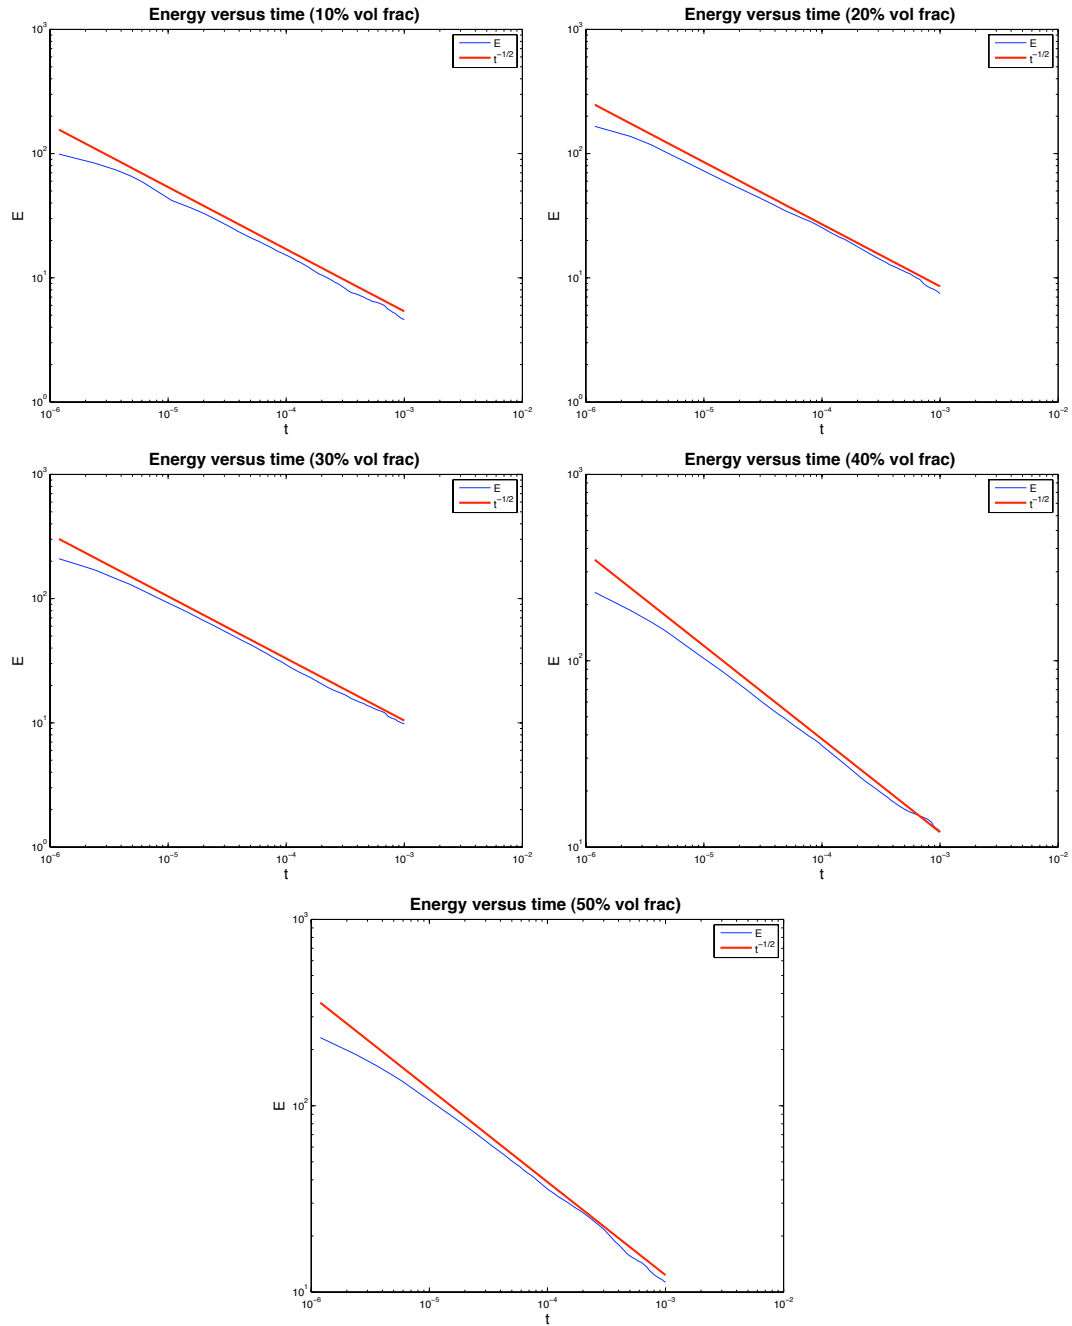 Energy versus time (10% vol frac)
E
t^{-1/2}
10^3
10^2
10^1
10^0
E
10^{-6}
10^{-5}
10^{-4}
10^{-3}
10^{-2}
t
Energy versus time (20% vol frac)
E
t^{-1/2}
10^3
10^2
10^1
10^0
E
10^{-6}
10^{-5}
10^{-4}
10^{-3}
10^{-2}
t
Energy versus time (30% vol frac)
E
t^{-1/2}
10^3
10^2
10^1
10^0
E
10^{-6}
10^{-5}
10^{-4}
10^{-3}
10^{-2}
t
Energy versus time (40% vol frac)
E
t^{-1/2}
10^3
10^2
10^1
E
10^{-6}
10^{-5}
10^{-4}
10^{-3}
10^{-2}
t
Energy versus time (50% vol frac)
E
t^{-1/2}
10^3
10^2
10^1
E
10^{-6}
10^{-5}
10^{-4}
10^{-3}
10^{-2}
t